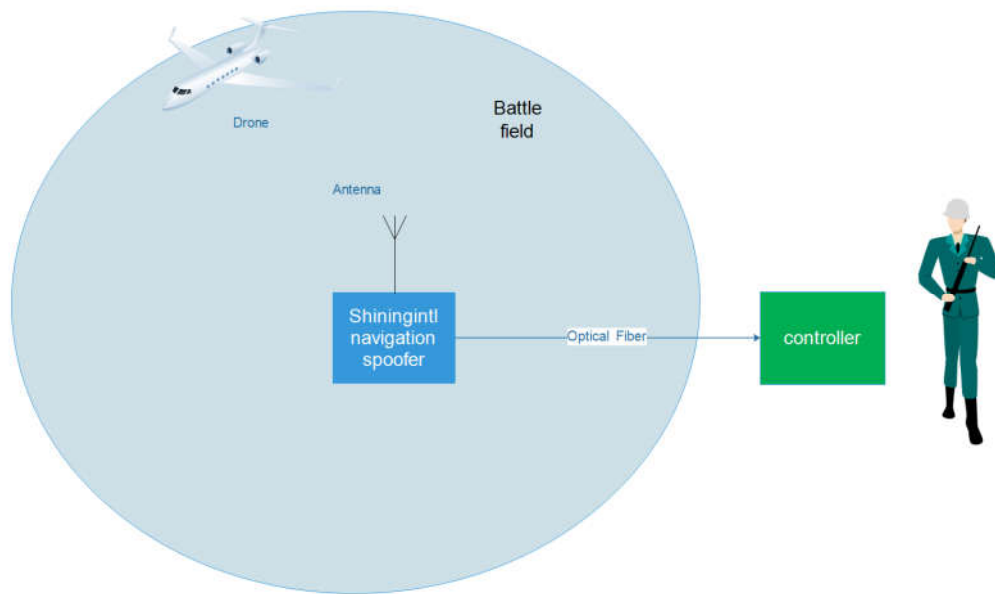 Drone
Battle
field
Antenna
Shiningintl
navigation
spoofer
Optical Fiber
controller